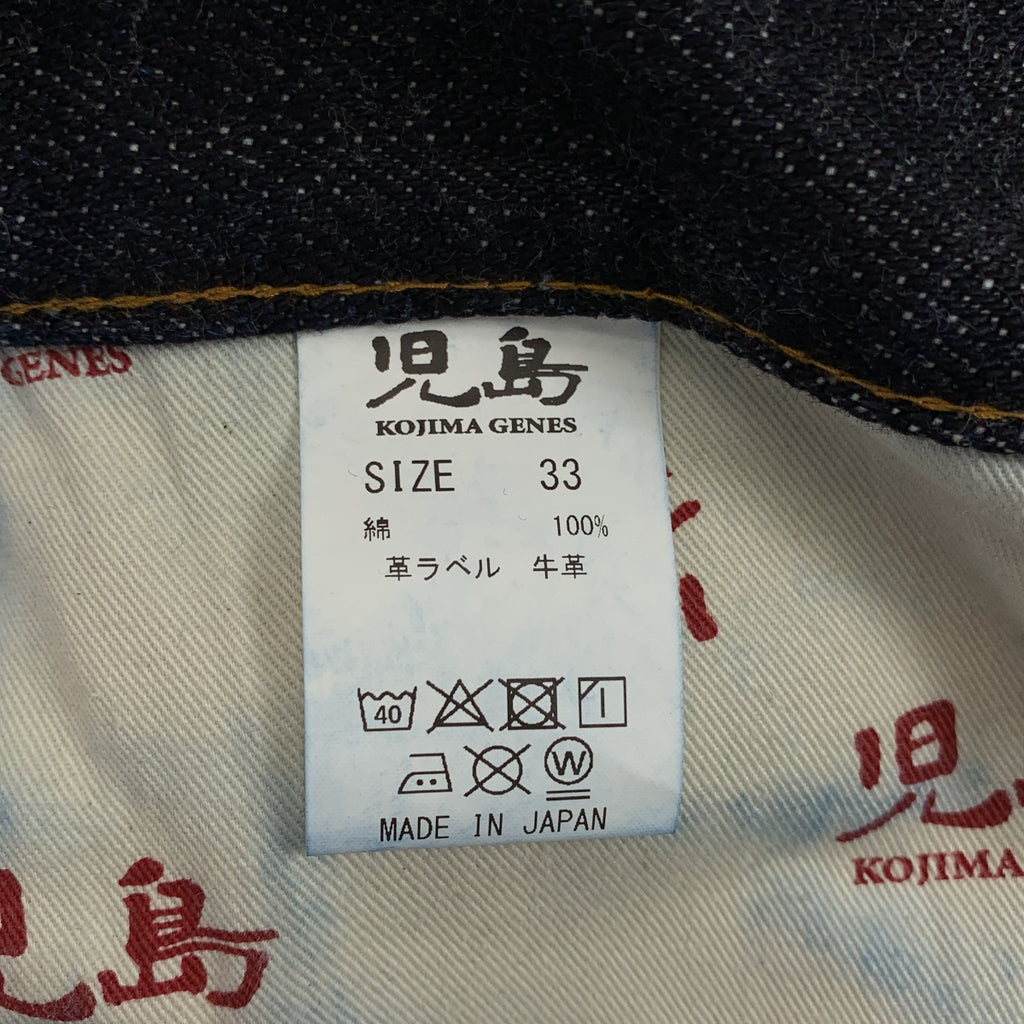 GENES
児島
KOJIMA GENES
SIZE 33
綿 100%
革ラベル 牛革
40
W
MADE IN JAPAN
児
KOJIMA
児島